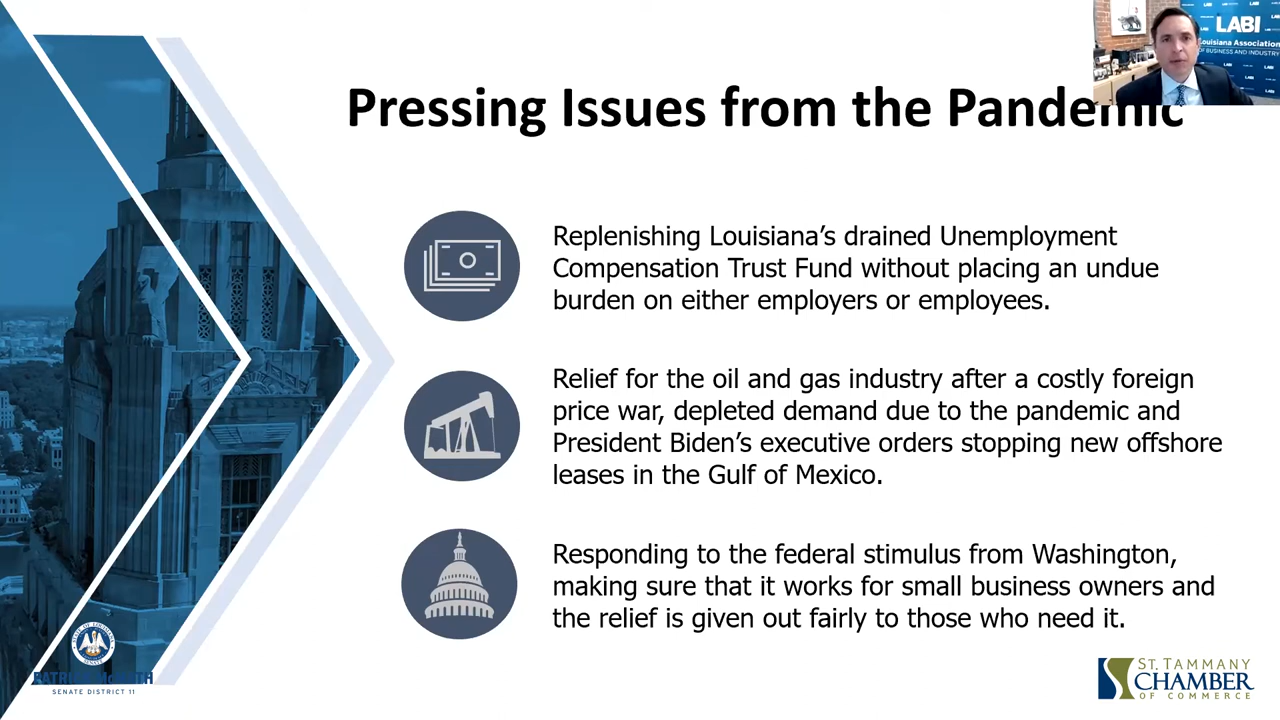 LABI
Louisiana Association
OF BUSINESS AND INDUSTRY
Pressing Issues from the Pandemic
Replenishing Louisiana’s drained Unemployment
Compensation Trust Fund without placing an undue
burden on either employers or employees.
Relief for the oil and gas industry after a costly foreign
price war, depleted demand due to the pandemic and
President Biden’s executive orders stopping new offshore
leases in the Gulf of Mexico.
Responding to the federal stimulus from Washington,
making sure that it works for small business owners and
the relief is given out fairly to those who need it.
STATE OF LOUISIANA
SENATE
PATRICK
SENATE DISTRICT 11
ST. TAMMANY
CHAMBER
OF COMMERCE